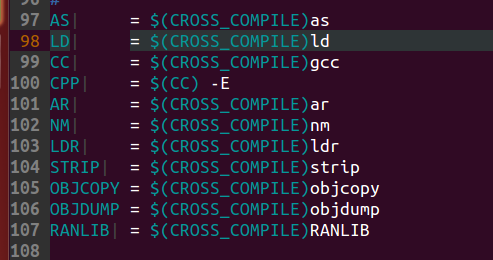 96 #
97 AS| = $(CROSS_COMPILE)as
98 LD| = $(CROSS_COMPILE)ld
99 CC| = $(CROSS_COMPILE)gcc
100 CPP| = $(CC) -E
101 AR| = $(CROSS_COMPILE)ar
102 NM| = $(CROSS_COMPILE)nm
103 LDR| = $(CROSS_COMPILE)ldr
104 STRIP| = $(CROSS_COMPILE)strip
105 OBJCOPY = $(CROSS_COMPILE)objcopy
106 OBJDUMP = $(CROSS_COMPILE)objdump
107 RANLIB| = $(CROSS_COMPILE)RANLIB
108